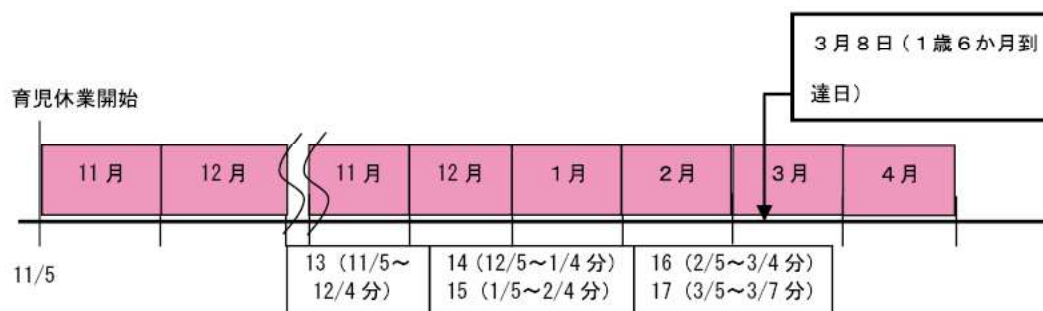 3月8日（1歳6か月到
達日）
育児休業開始
11月 12月 11月 12月 1月 2月 3月 4月
11/5
13（11/5～
12/4分）
14（12/5～1/4分）
15（1/5～2/4分）
16（2/5～3/4分）
17（3/5～3/7分）